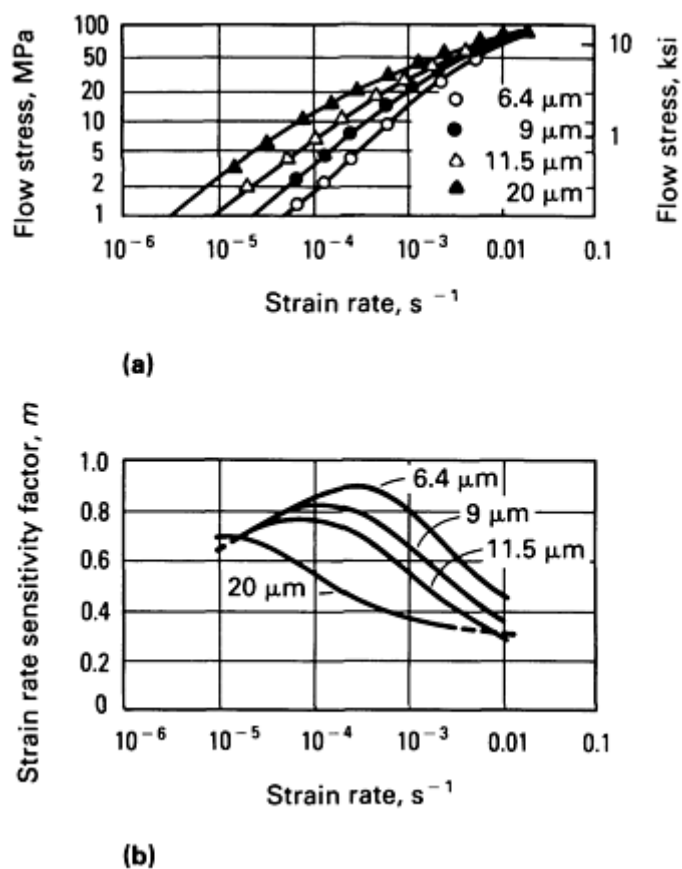 Flow stress, MPa
100
50
20
10
5
2
1
10
1
Flow stress, ksi
6.4 μm
9 μm
11.5 μm
20 μm
10⁻⁶ 10⁻⁵ 10⁻⁴ 10⁻³ 0.01 0.1
Strain rate, s⁻¹
(a)
Strain rate sensitivity factor, m
1.0
0.8
0.6
0.4
0.2
0
6.4 μm
9 μm
11.5 μm
20 μm
10⁻⁶ 10⁻⁵ 10⁻⁴ 10⁻³ 0.01 0.1
Strain rate, s⁻¹
(b)